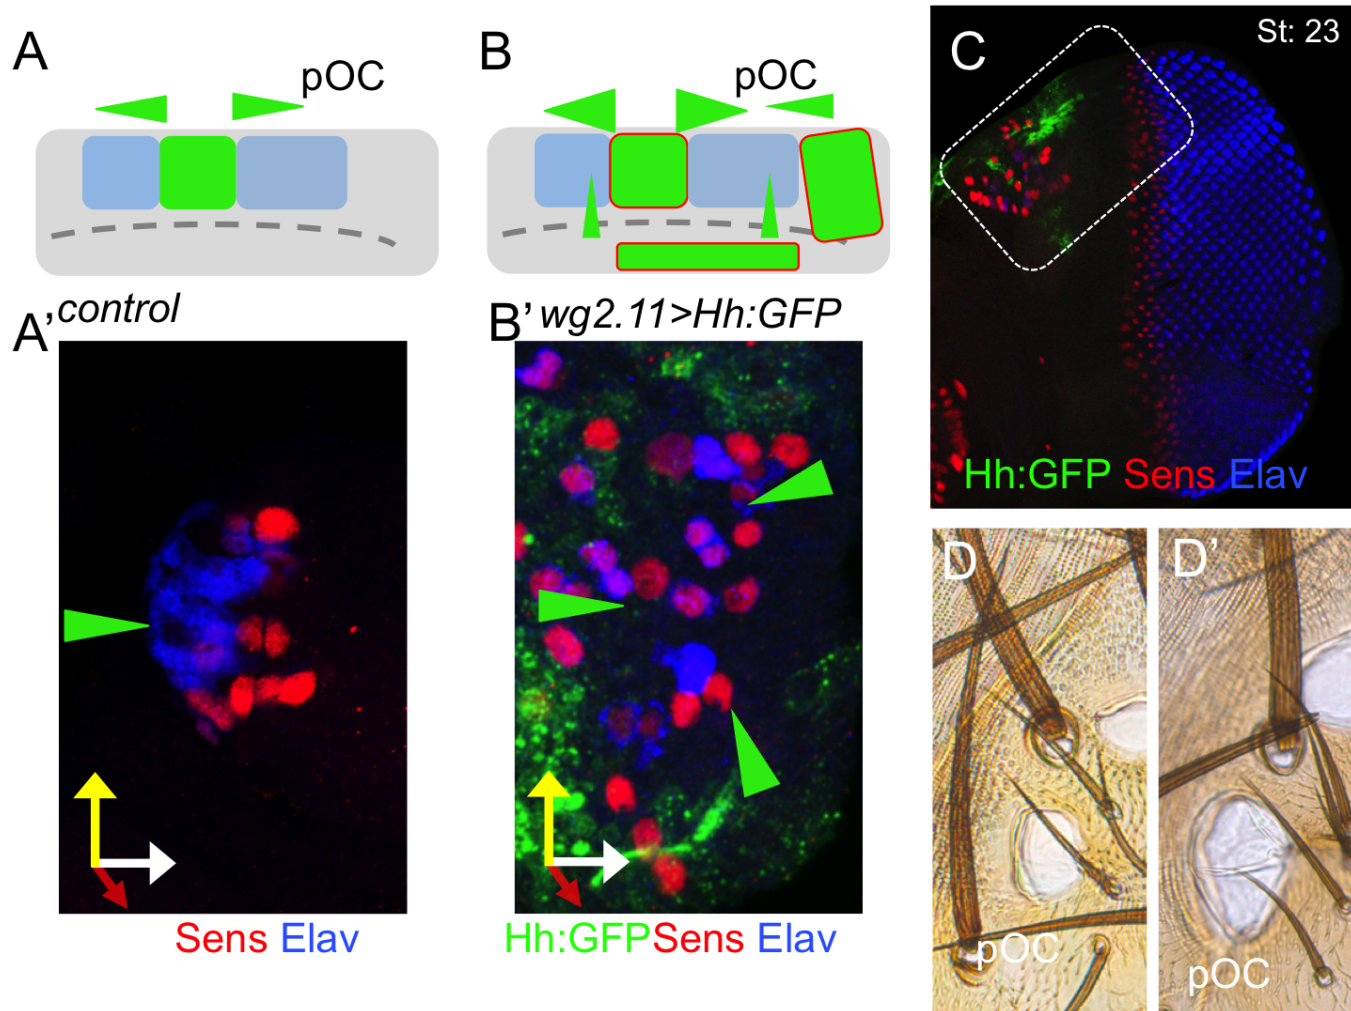 A
pOC
B
pOC
C
St: 23
A’
control
B’ wg2.11>Hh:GFP
Hh:GFP Sens Elav
D
D’
pOC
pOC
Sens Elav
Hh:GFP Sens Elav